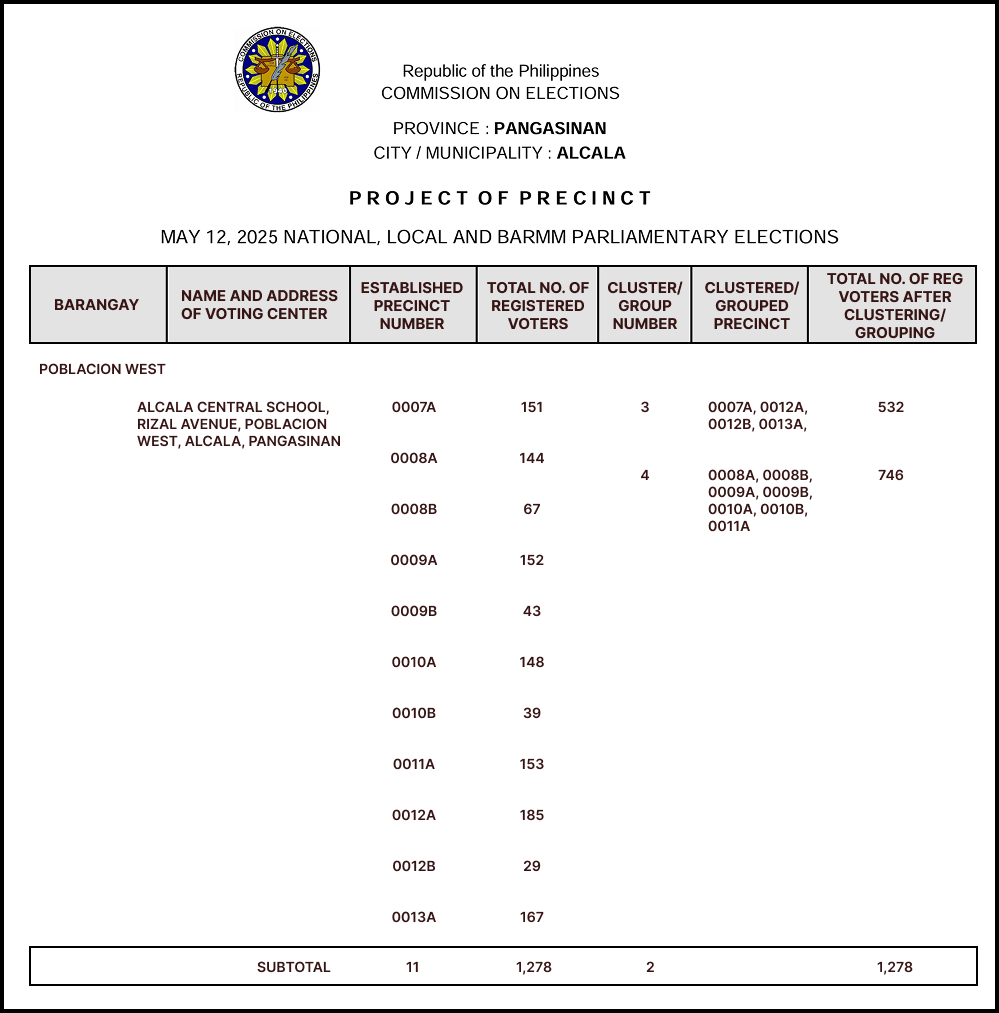 COMMISSION ON ELECTIONS
REPUBLIC OF THE PHILIPPINES
1940
Republic of the Philippines
COMMISSION ON ELECTIONS
PROVINCE : PANGASINAN
CITY / MUNICIPALITY : ALCALA
PROJECT OF PRECINCT
MAY 12, 2025 NATIONAL, LOCAL AND BARMM PARLIAMENTARY ELECTIONS
BARANGAY
NAME AND ADDRESS
OF VOTING CENTER
ESTABLISHED
PRECINCT
NUMBER
TOTAL NO. OF
REGISTERED
VOTERS
CLUSTER/
GROUP
NUMBER
CLUSTERED/
GROUPED
PRECINCT
TOTAL NO. OF REG
VOTERS AFTER
CLUSTERING/
GROUPING
POBLACION WEST
ALCALA CENTRAL SCHOOL,
RIZAL AVENUE, POBLACION
WEST, ALCALA, PANGASINAN
0007A 151 3 0007A, 0012A, 532
0012B, 0013A,
0008A 144
4 0008A, 0008B, 746
0009A, 0009B,
0008B 67 0010A, 0010B,
0011A
0009A 152
0009B 43
0010A 148
0010B 39
0011A 153
0012A 185
0012B 29
0013A 167
SUBTOTAL 11 1,278 2 1,278